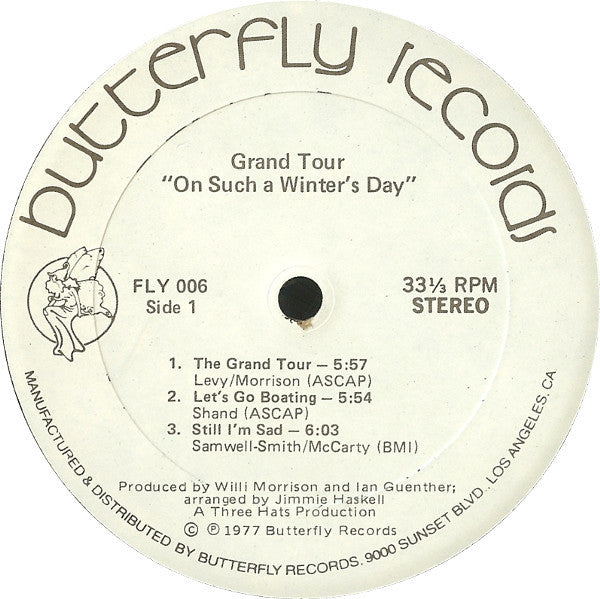 butterfly records
Grand Tour
"On Such a Winter's Day"
FLY 006
Side 1
33⅓ RPM
STEREO
1. The Grand Tour — 5:57
Levy/Morrison (ASCAP)
2. Let's Go Boating — 5:54
Shand (ASCAP)
3. Still I'm Sad — 6:03
Samwell-Smith/McCarty (BMI)
Produced by Willi Morrison and Ian Guenther;
arranged by Jimmie Haskell
A Three Hats Production
© ℗ 1977 Butterfly Records
MANUFACTURED & DISTRIBUTED BY BUTTERFLY RECORDS. 9000 SUNSET BLVD. LOS ANGELES. CA